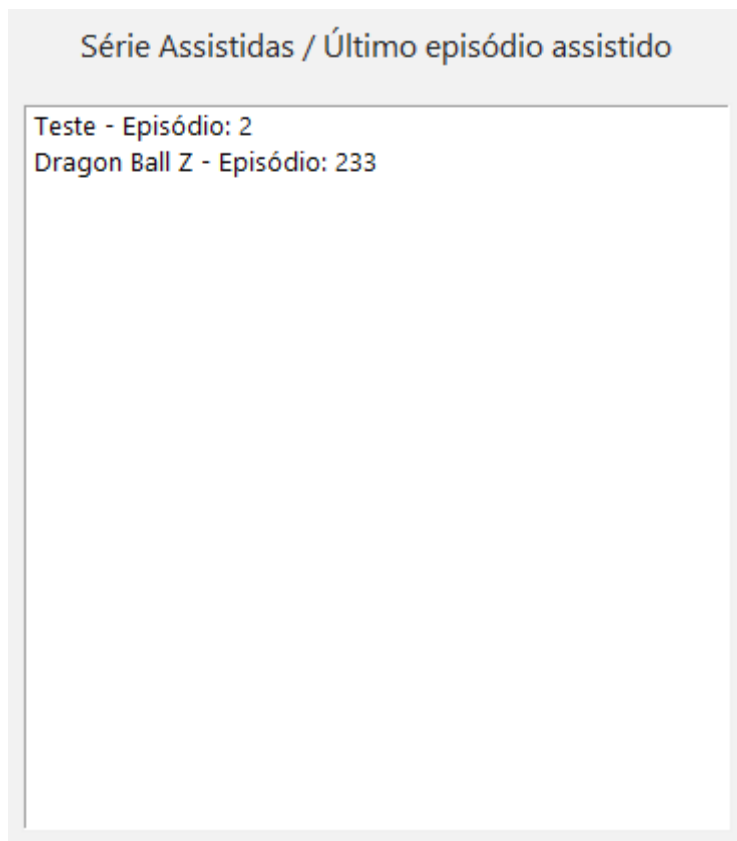 Série Assistidas / Último episódio assistido
Teste - Episódio: 2
Dragon Ball Z - Episódio: 233